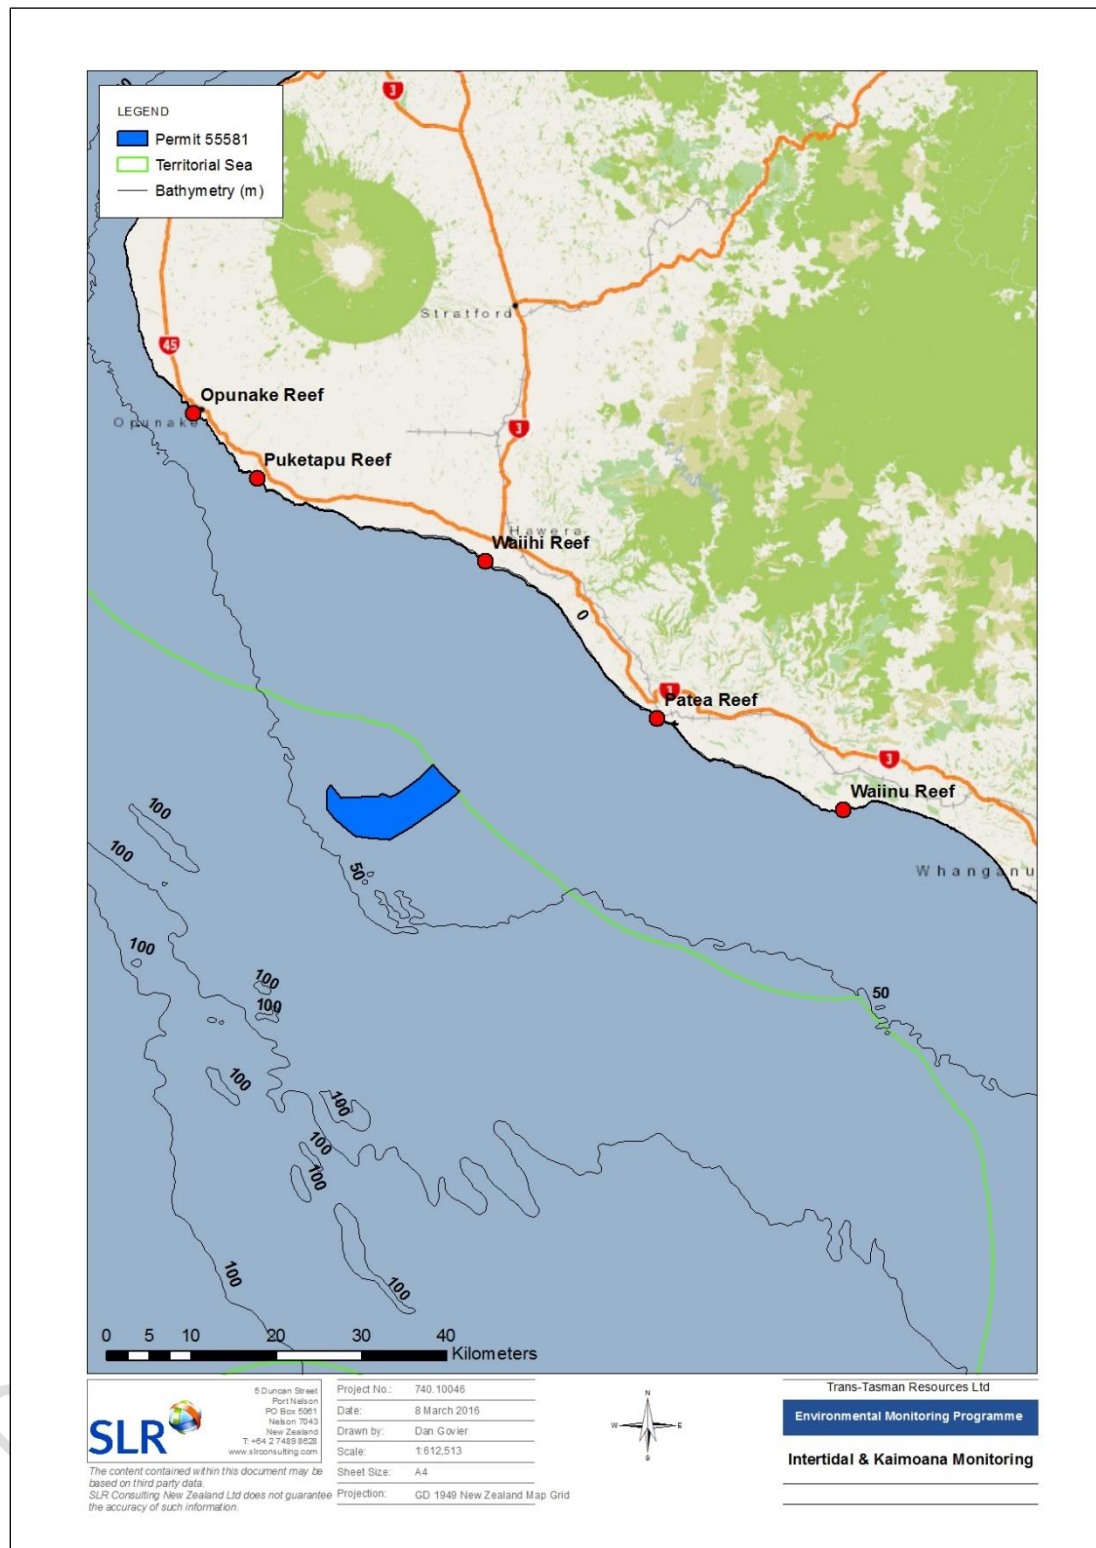 LEGEND
Permit 55581
Territorial Sea
Bathymetry (m)
3
Stratford
45
Opunake Reef
Opunake
3
Puketapu Reef
Hawera
Waiihi Reef
0
3
Patea Reef
3
Waiinu Reef
Whanganu
100
100
50
100
100
100
50
100
100
100
100
100
100
0 5 10 20 30 40
Kilometers
SLR
5 Duncan Street
Port Nelson
PO Box 5061
Nelson 7043
New Zealand
T: +64 2 7489 8628
www.slrconsulting.com
The content contained within this document may be
based on third party data.
SLR Consulting New Zealand Ltd does not guarantee
the accuracy of such information.
Project No.: 740.10046
Date: 8 March 2016
Drawn by: Dan Govier
Scale: 1:612,513
Sheet Size: A4
Projection: GD 1949 New Zealand Map Grid
N
W E
S
Trans-Tasman Resources Ltd
Environmental Monitoring Programme
Intertidal & Kaimoana Monitoring